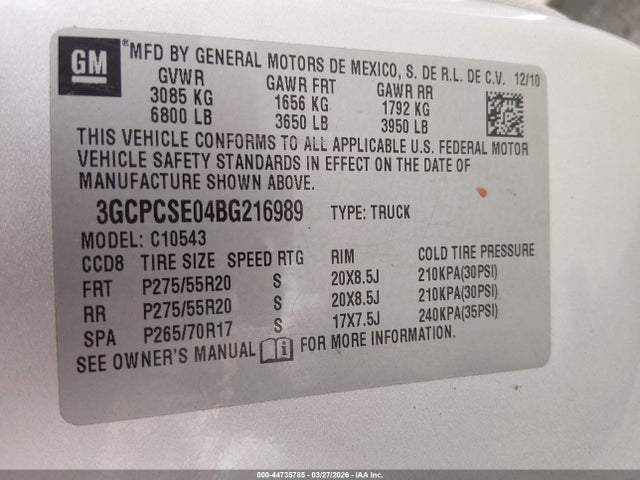 GM ® MFD BY GENERAL MOTORS DE MEXICO, S. DE R.L. DE C.V. 12/10
GVWR GAWR FRT GAWR RR
3085 KG 1656 KG 1792 KG
6800 LB 3650 LB 3950 LB
THIS VEHICLE CONFORMS TO ALL APPLICABLE U.S. FEDERAL MOTOR
VEHICLE SAFETY STANDARDS IN EFFECT ON THE DATE OF
MANUFACTURE SHOWN ABOVE.
3GCPCSE04BG216989 TYPE: TRUCK
MODEL: C10543
CCD8 TIRE SIZE SPEED RTG RIM COLD TIRE PRESSURE
FRT P275/55R20 S 20X8.5J 210KPA(30PSI)
RR P275/55R20 S 20X8.5J 210KPA(30PSI)
SPA P265/70R17 S 17X7.5J 240KPA(35PSI)
SEE OWNER'S MANUAL i FOR MORE INFORMATION.
000-44735765 | 03/27/2026 | IAA Inc.